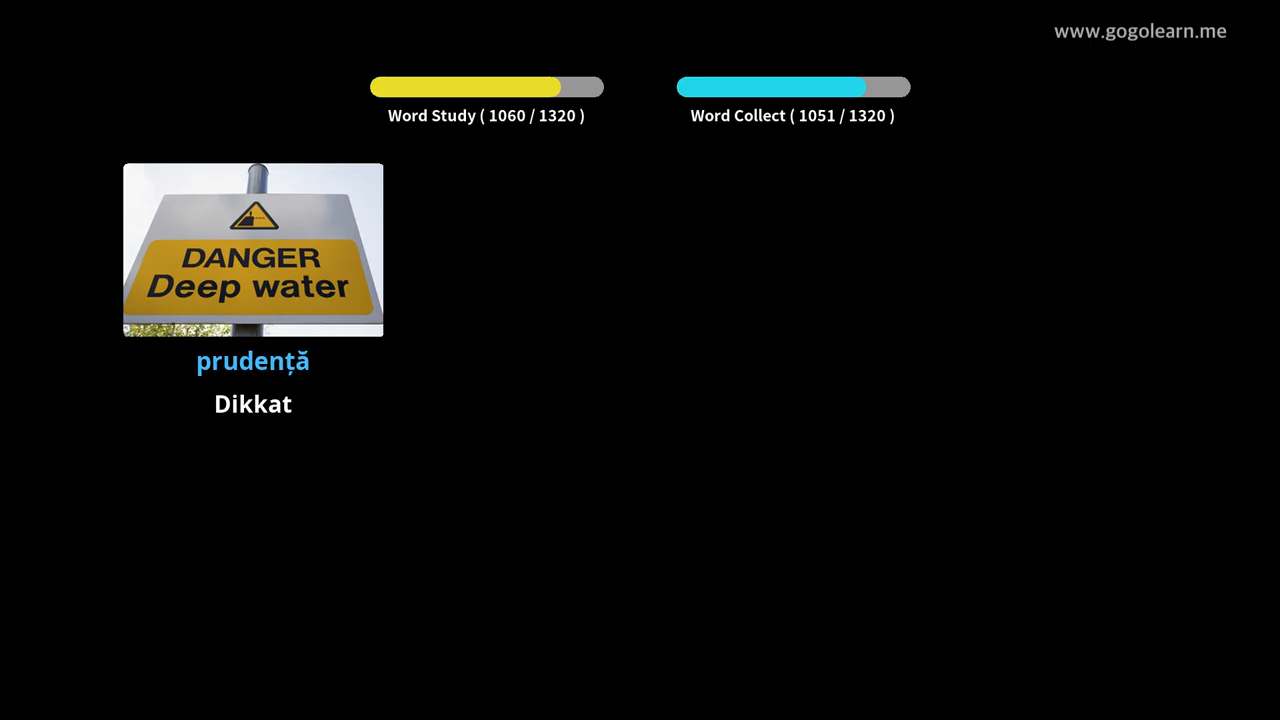 www.gogolearn.me
Word Study ( 1060 / 1320 )
Word Collect ( 1051 / 1320 )
DANGER
Deep water
prudență
Dikkat